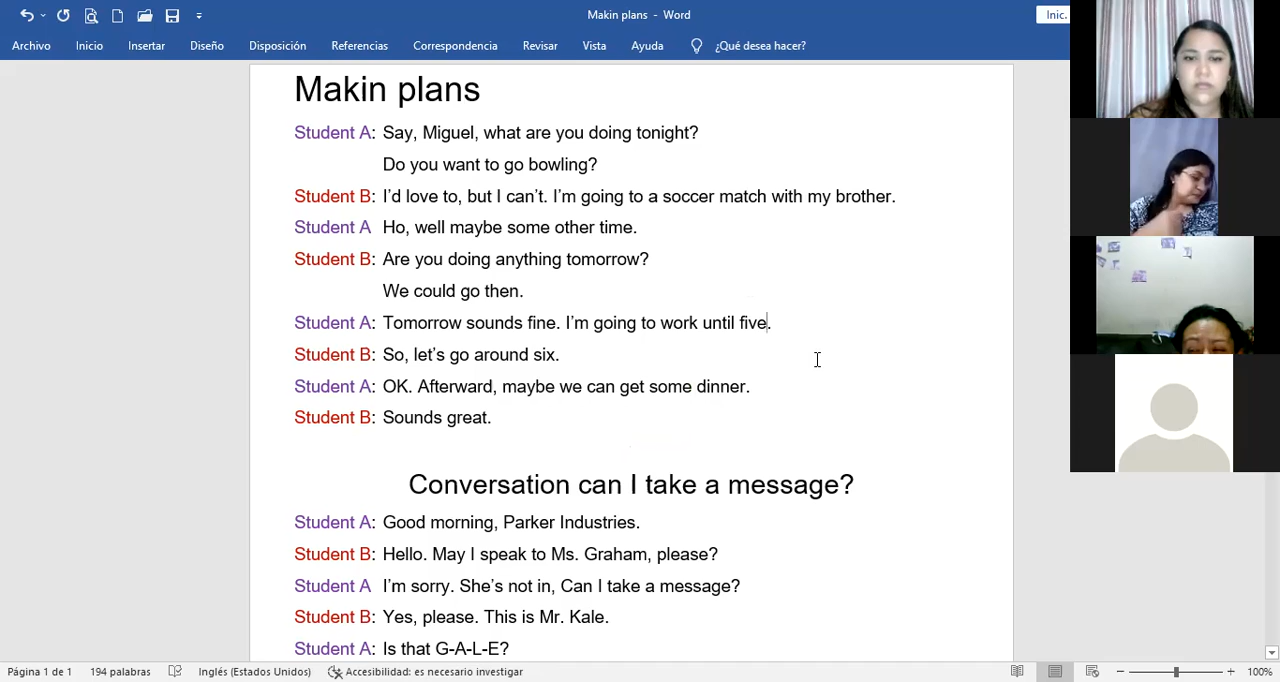 Makin plans - Word
Inic.
Archivo Inicio Insertar Diseño Disposición Referencias Correspondencia Revisar Vista Ayuda ¿Qué desea hacer?
Makin plans
Student A: Say, Miguel, what are you doing tonight?
Do you want to go bowling?
Student B: I'd love to, but I can't. I'm going to a soccer match with my brother.
Student A Ho, well maybe some other time.
Student B: Are you doing anything tomorrow?
We could go then.
Student A: Tomorrow sounds fine. I'm going to work until five.
Student B: So, let's go around six.
Student A: OK. Afterward, maybe we can get some dinner.
Student B: Sounds great.
Conversation can I take a message?
Student A: Good morning, Parker Industries.
Student B: Hello. May I speak to Ms. Graham, please?
Student A I'm sorry. She's not in, Can I take a message?
Student B: Yes, please. This is Mr. Kale.
Student A: Is that G-A-L-E?
Página 1 de 1 194 palabras Inglés (Estados Unidos) Accesibilidad: es necesario investigar 100%